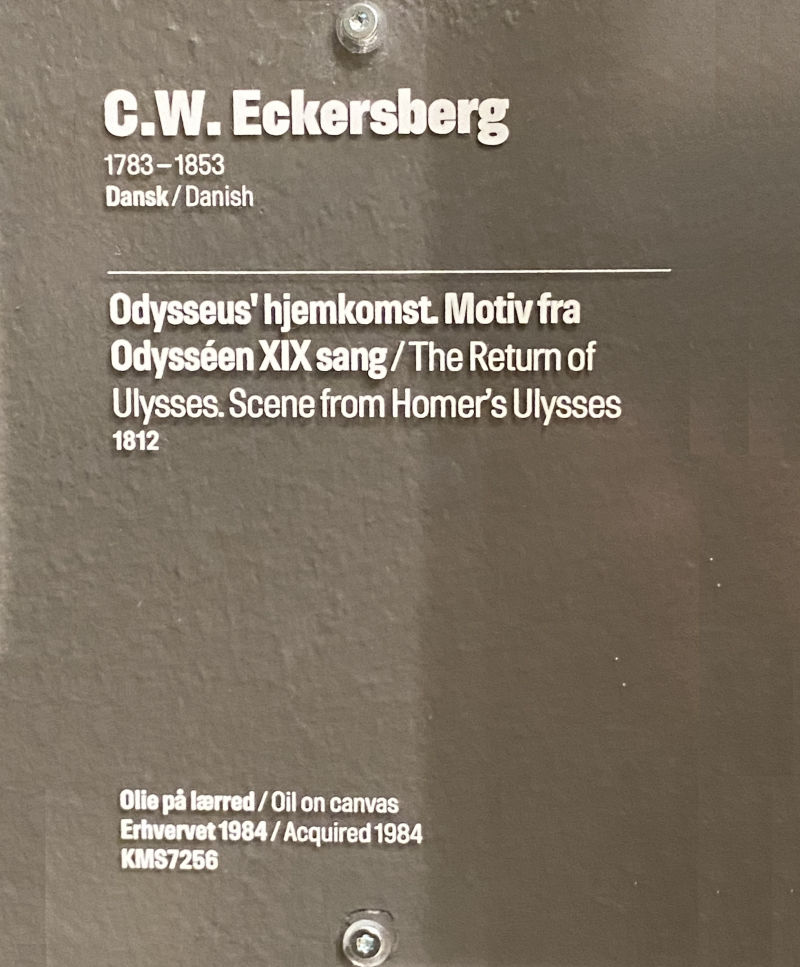 C.W. Eckersberg
1783–1853
Dansk / Danish
Odysseus' hjemkomst. Motiv fra
Odysséen XIX sang / The Return of
Ulysses. Scene from Homer’s Ulysses
1812
Olie på lærred / Oil on canvas
Erhvervet 1984 / Acquired 1984
KMS7256